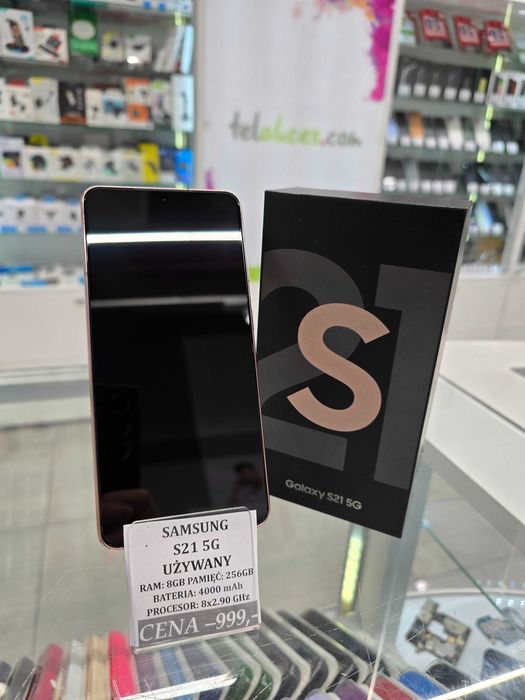 telakces.com
21
S
Galaxy S21 5G
SAMSUNG
S21 5G
UŻYWANY
RAM: 8GB PAMIĘĆ: 256GB
BATERIA: 4000 mAh
PROCESOR: 8x2.90 GHz
CENA –999,-